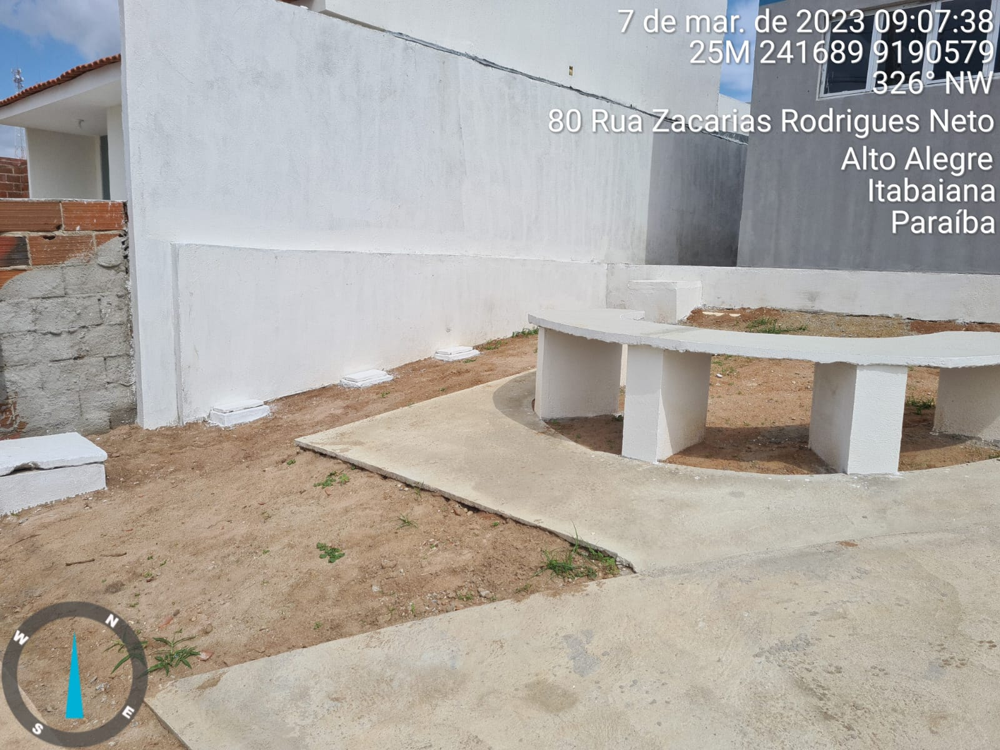 7 de mar. de 2023 09:07:38
25M 241689 9190579
326° NW
80 Rua Zacarias Rodrigues Neto
Alto Alegre
Itabaiana
Paraíba
N
W
E
S